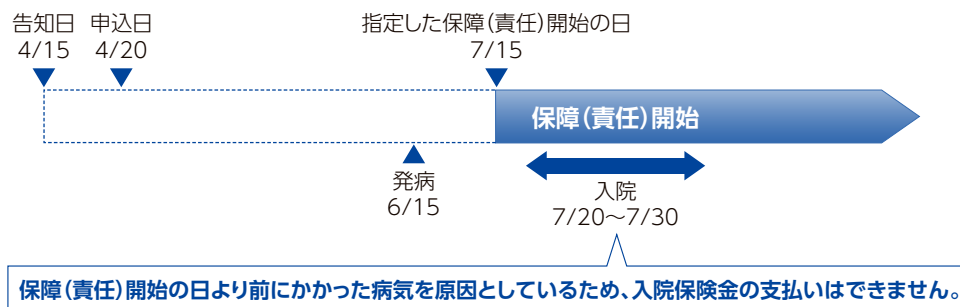 告知日 申込日 指定した保障(責任)開始の日
4/15 4/20 7/15
保障(責任)開始
発病
6/15
入院
7/20〜7/30
保障(責任)開始の日より前にかかった病気を原因としているため、入院保険金の支払いはできません。